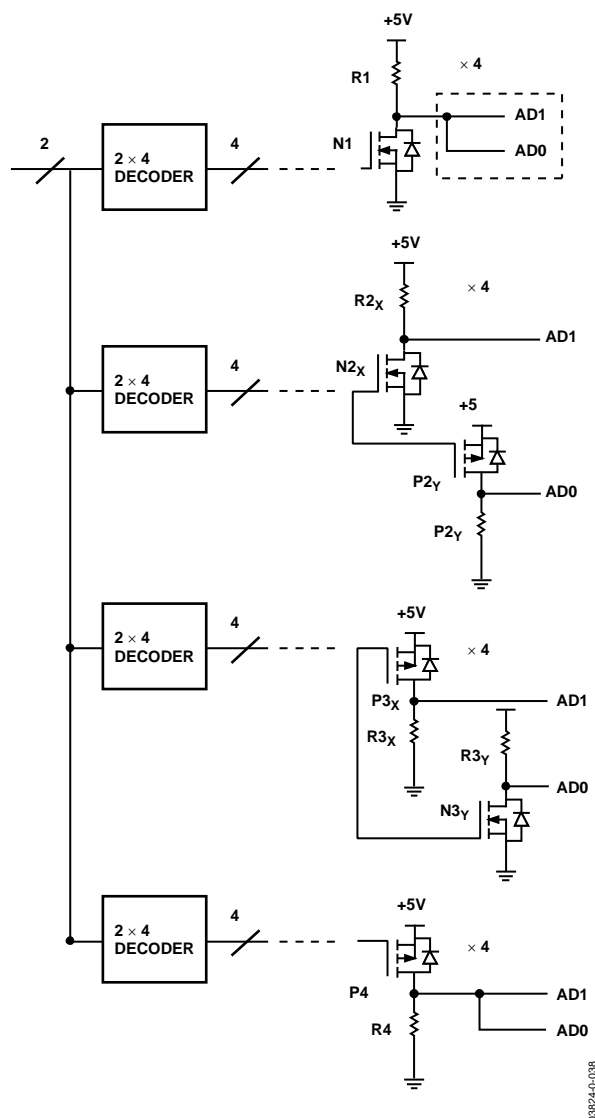 +5V
R1
× 4
2
4
2 × 4
DECODER
N1
AD1
AD0
+5V
R2X
× 4
AD1
4
2 × 4
DECODER
N2X
+5
P2Y
AD0
P2Y
+5V
4
2 × 4
DECODER
× 4
P3X
AD1
R3X
R3Y
AD0
N3Y
+5V
4
2 × 4
DECODER
× 4
P4
AD1
R4
AD0
03824-0-038